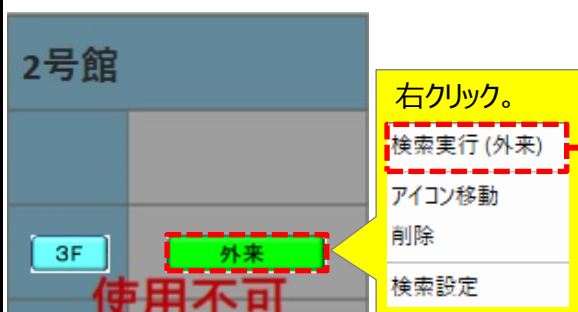 2号館
右クリック。
検索実行 (外来)
アイコン移動
削除
検索設定
3F
外来
使用不可